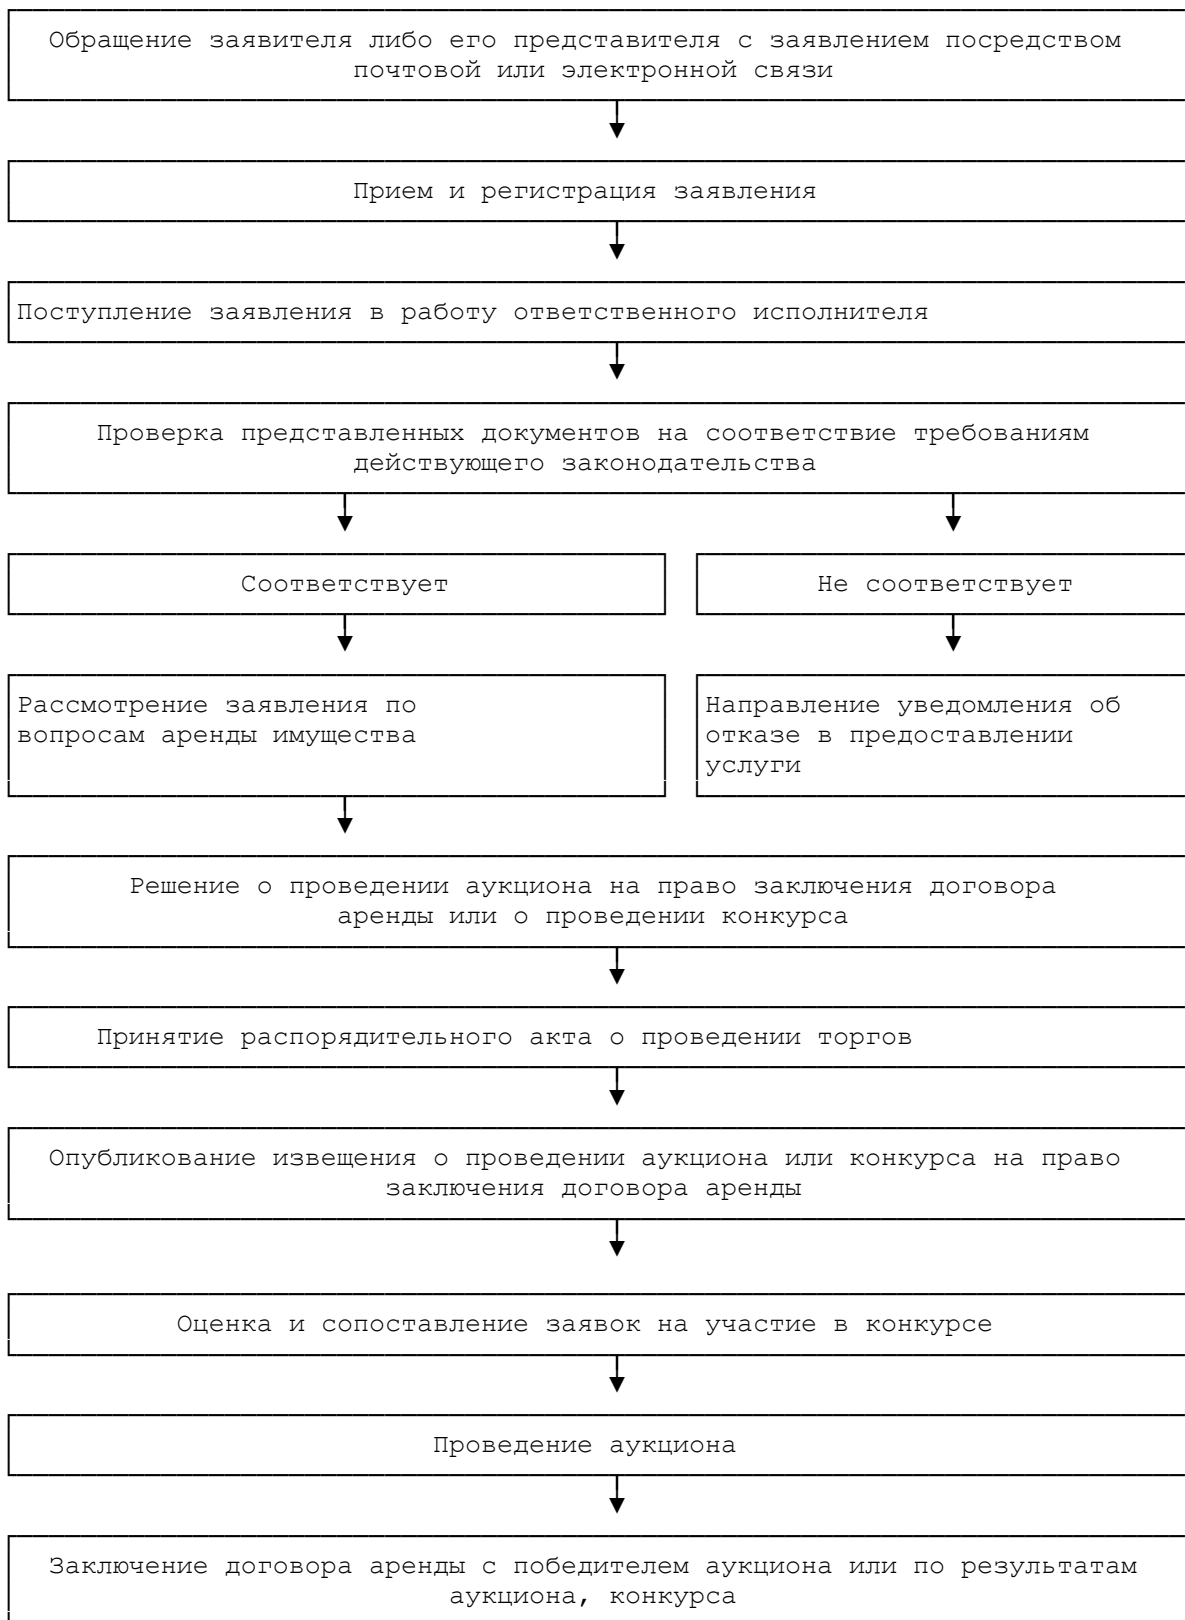 Обращение заявителя либо его представителя с заявлением посредством
почтовой или электронной связи
Прием и регистрация заявления
Поступление заявления в работу ответственного исполнителя
Проверка представленных документов на соответствие требованиям
действующего законодательства
Соответствует
Не соответствует
Рассмотрение заявления по
вопросам аренды имущества
Направление уведомления об
отказе в предоставлении
услуги
Решение о проведении аукциона на право заключения договора
аренды или о проведении конкурса
Принятие распорядительного акта о проведении торгов
Опубликование извещения о проведении аукциона или конкурса на право
заключения договора аренды
Оценка и сопоставление заявок на участие в конкурсе
Проведение аукциона
Заключение договора аренды с победителем аукциона или по результатам
аукциона, конкурса